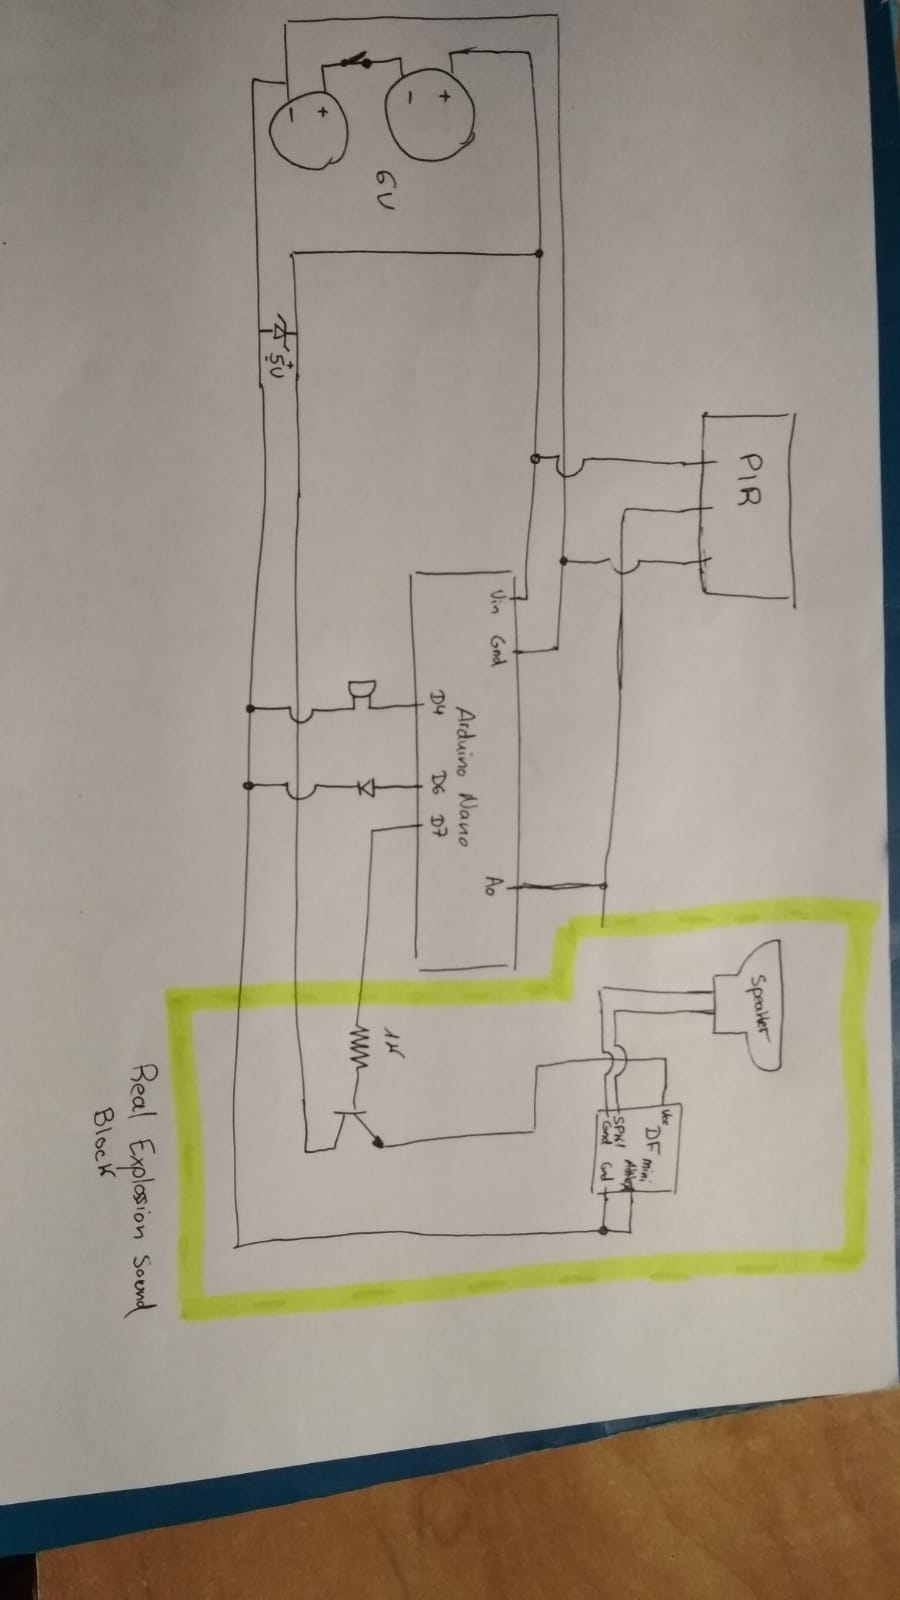 6V
+
-
+
-
+
5V
PIR
Vin
Gnd
D4
D6
D7
Arduino Nano
A0
1K
Speaker
Vcc
DF mini
SPK1
Gnd
Gnd
Real Explosion Sound
Block